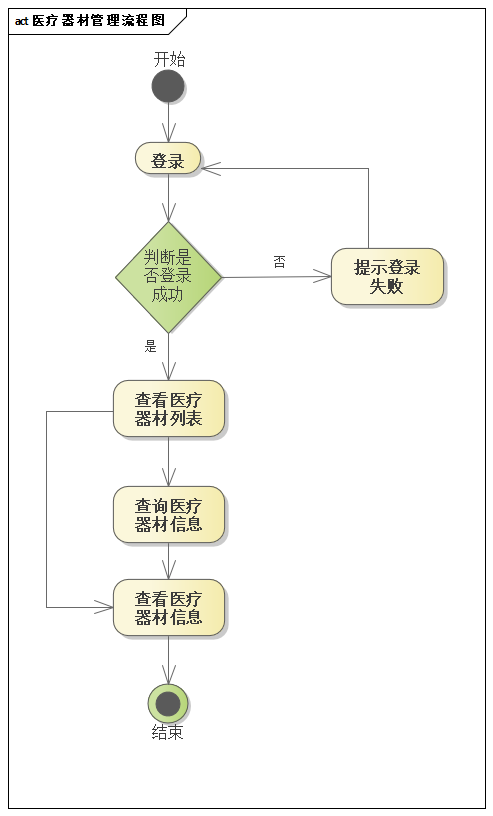 act 医疗器材管理流程图
开始
登录
判断是
否登录
成功
否
提示登录
失败
是
查看医疗
器材列表
查询医疗
器材信息
查看医疗
器材信息
结束